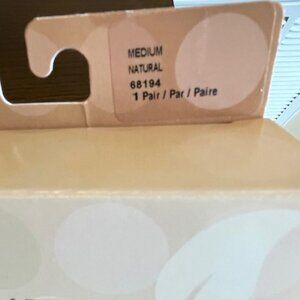 MEDIUM
NATURAL
68194
1 Pair / Par / Paire